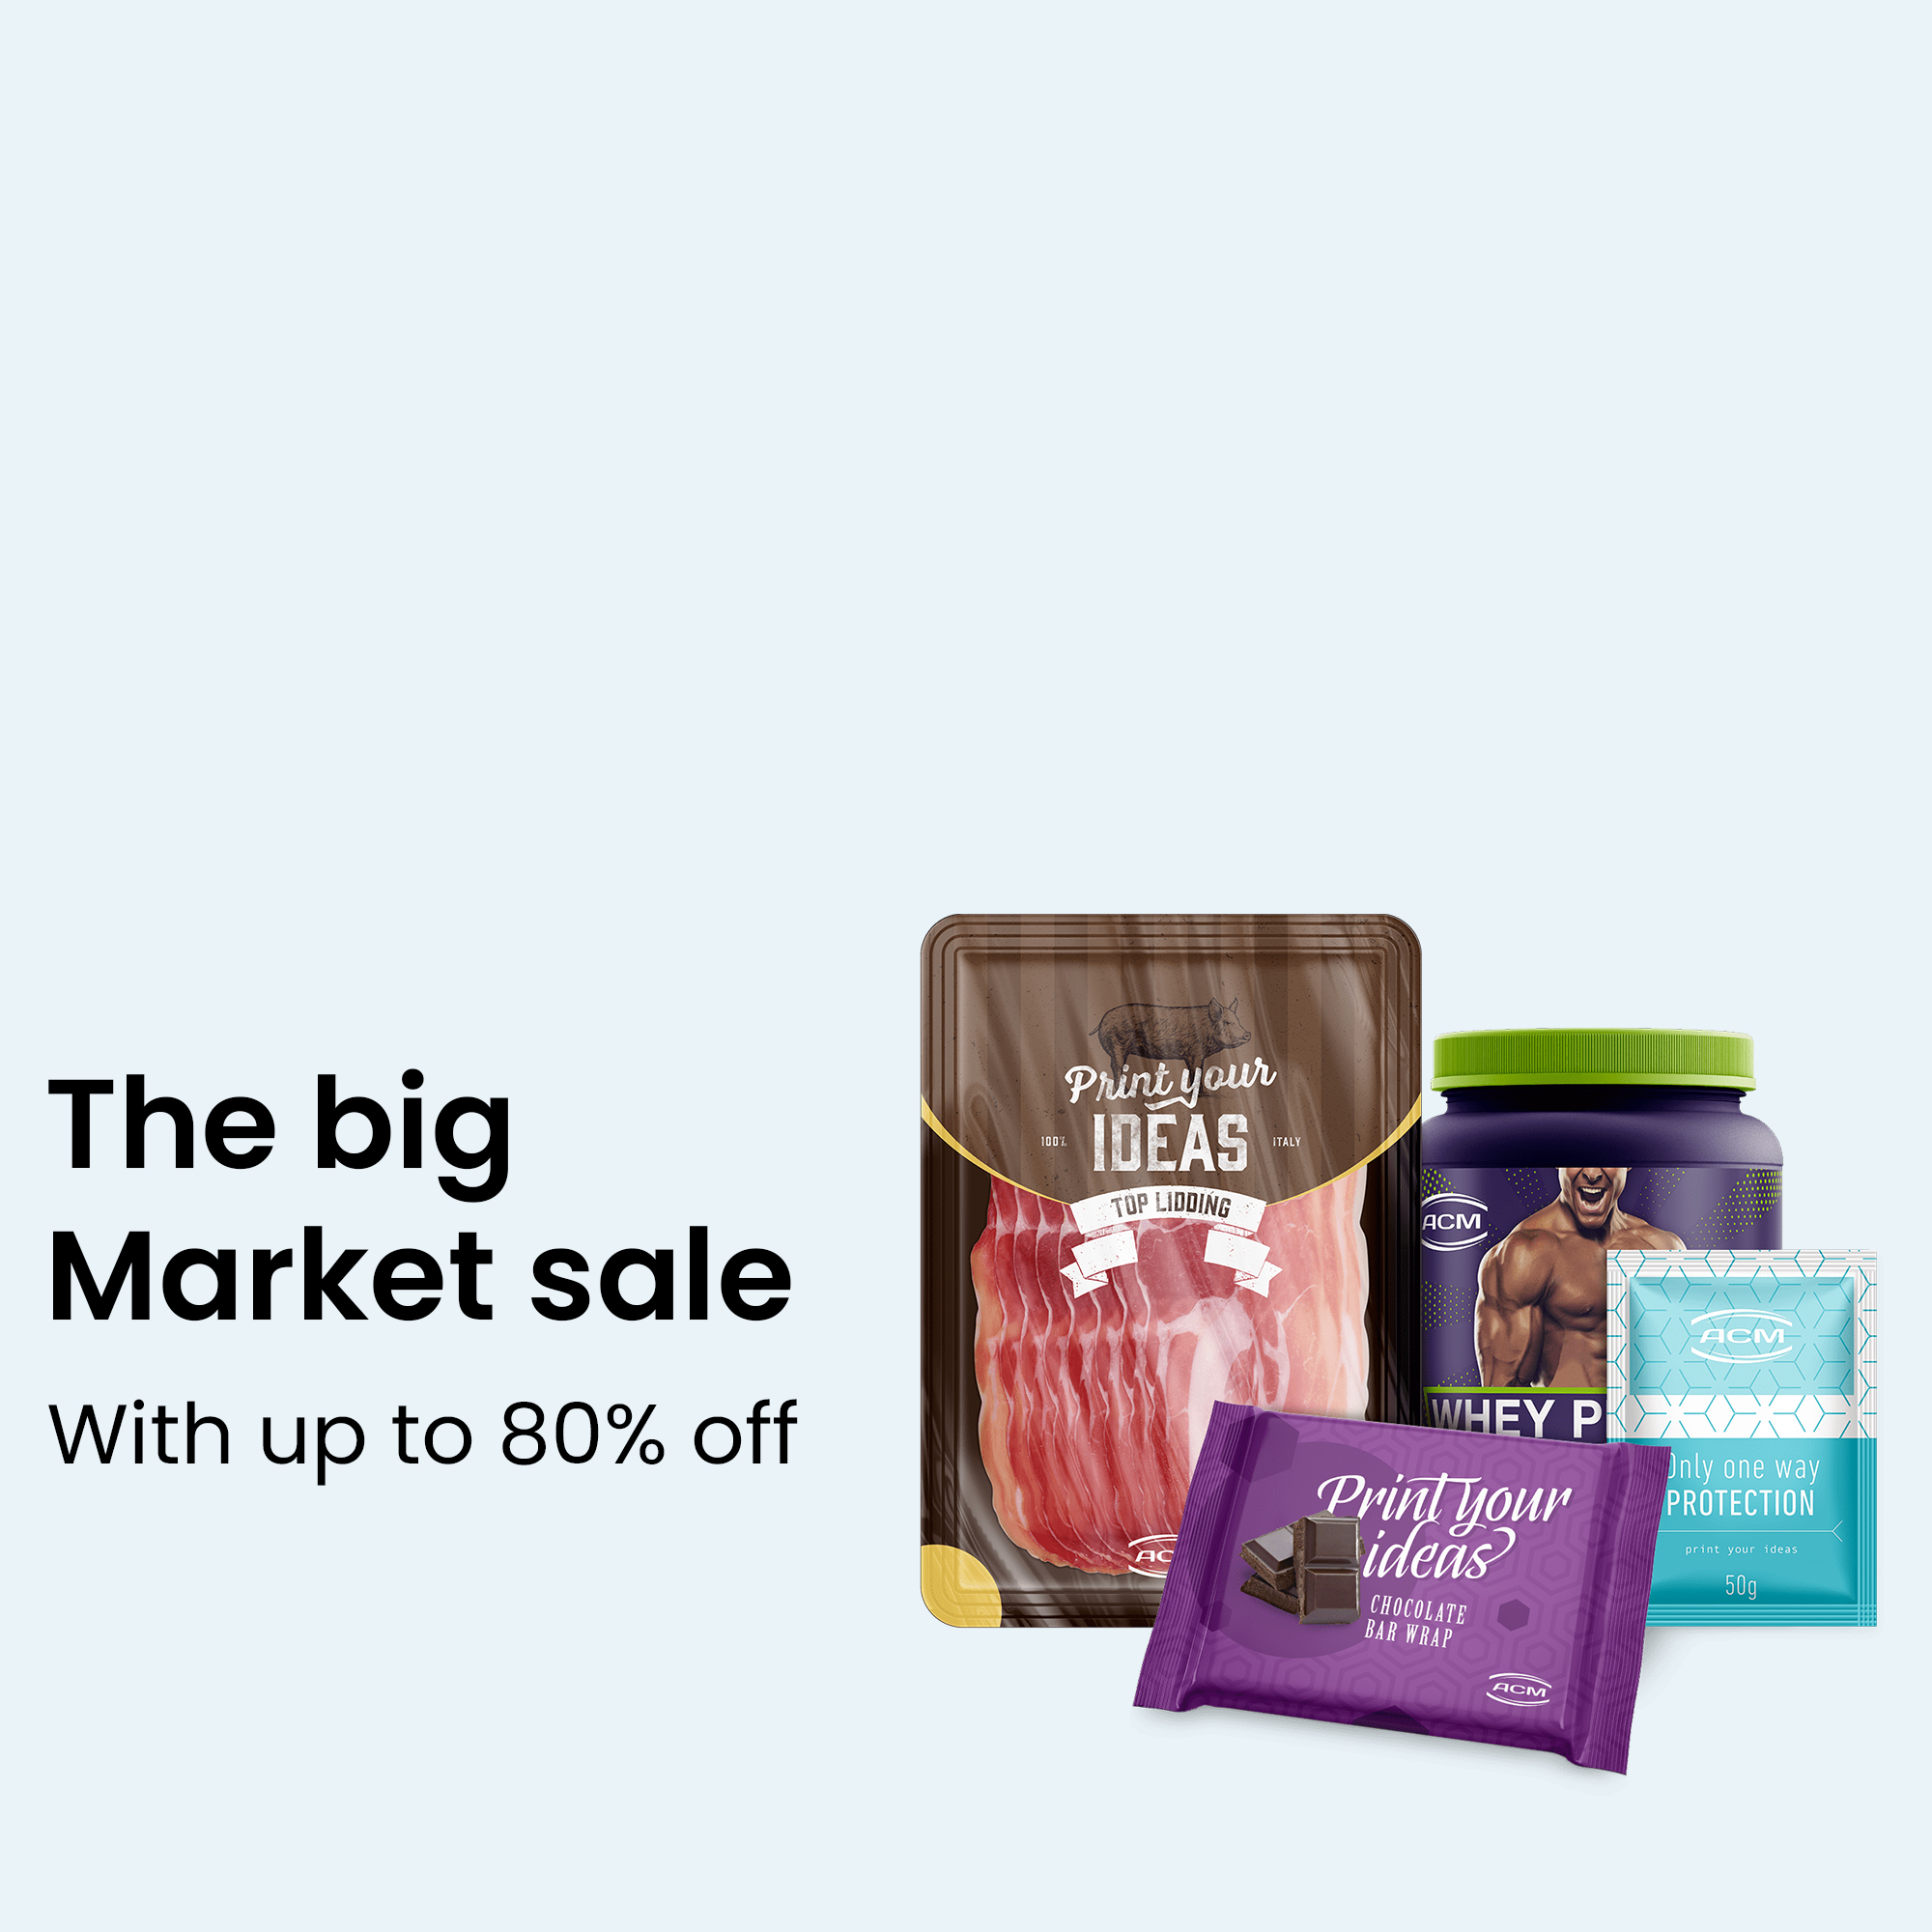 The big
Market sale
With up to 80% off
Print your
IDEAS
100% ITALY
TOP LIDDING
ACM
WHEY P
ACM
Only one way
PROTECTION
print your ideas
50g
Print your
ideas
CHOCOLATE
BAR WRAP
ACM